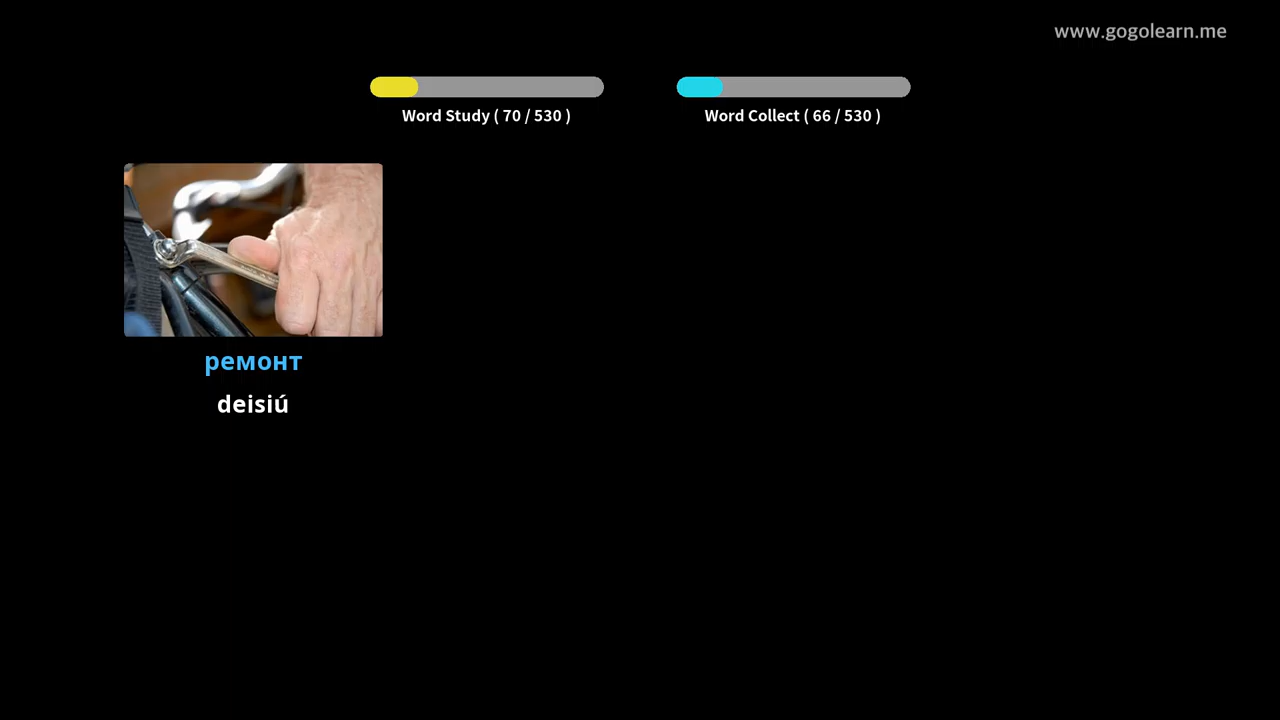 www.gogolearn.me
Word Study ( 70 / 530 )
Word Collect ( 66 / 530 )
ремонт
deisiú